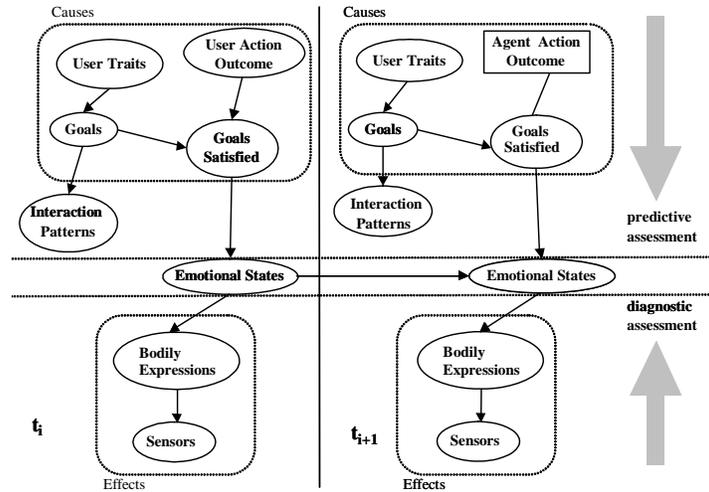 Causes
User Traits
User Action
Outcome
Goals
Goals
Satisfied
Interaction
Patterns
Emotional States
Bodily
Expressions
Sensors
t i
Effects
Causes
User Traits
Agent Action
Outcome
Goals
Goals
Satisfied
Interaction
Patterns
Emotional States
Bodily
Expressions
Sensors
t i+1
Effects
predictive
assessment
diagnostic
assessment